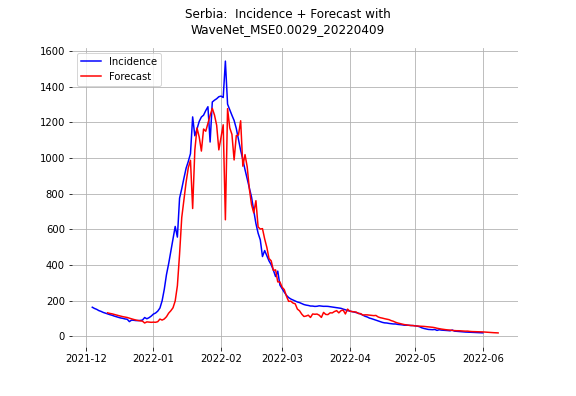 Serbia:  Incidence + Forecast with
WaveNet_MSE0.0029_20220409
Incidence
Forecast
1600
1400
1200
1000
800
600
400
200
0
2021-12 2022-01 2022-02 2022-03 2022-04 2022-05 2022-06